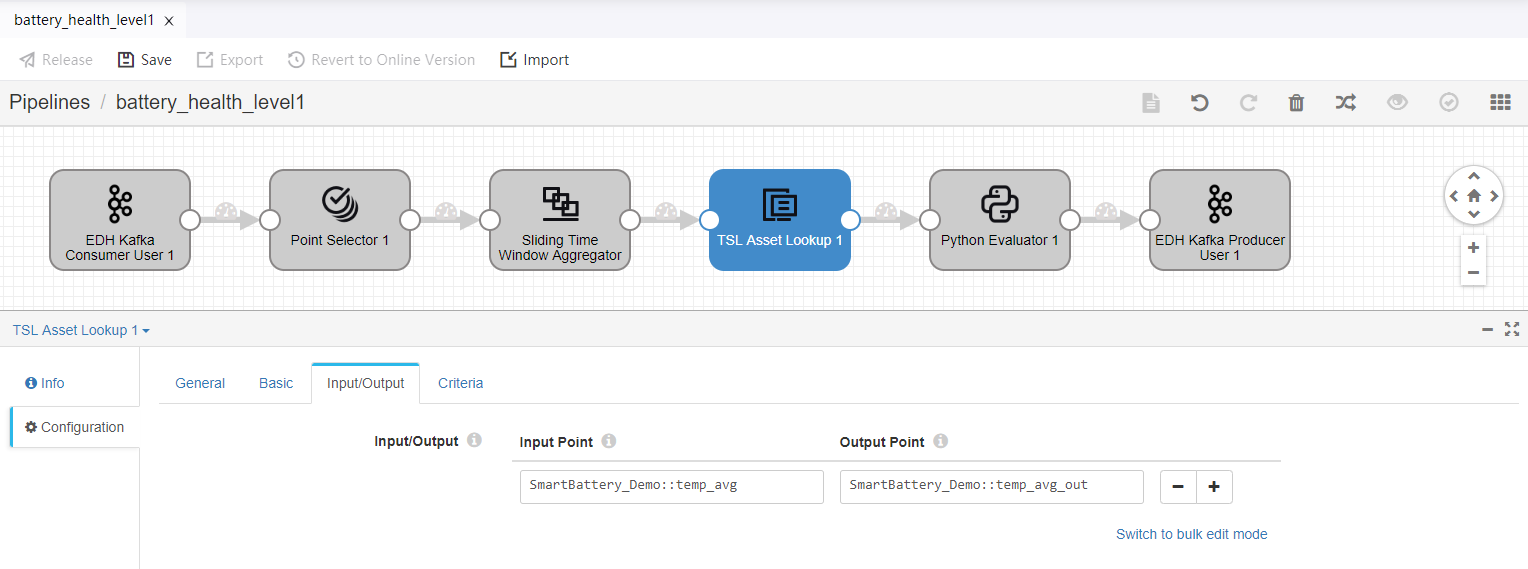 battery_health_level1 x
Release Save Export Revert to Online Version Import
Pipelines / battery_health_level1
EDH Kafka
Consumer User 1
Point Selector 1
Sliding Time
Window Aggregator
TSL Asset Lookup 1
Python Evaluator 1
EDH Kafka Producer
User 1
TSL Asset Lookup 1
Info
Configuration
General Basic Input/Output Criteria
Input/Output Input Point Output Point
SmartBattery_Demo::temp_avg SmartBattery_Demo::temp_avg_out
Switch to bulk edit mode